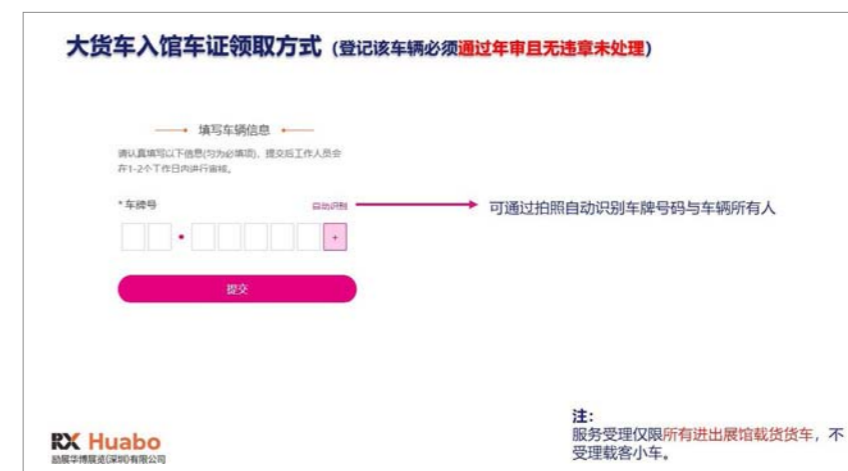 大货车入馆车证领取方式（登记该车辆必须通过年审且无违章未处理）
填写车辆信息
请认真填写以下信息(均为必填项)，提交后工作人员会
在1-2个工作日内进行审核。
* 车牌号 自动识别
可通过拍照自动识别车牌号码与车辆所有人
+
提交
注：
服务受理仅限所有进出展馆载货货车，不
受理载客小车。
RX Huabo
励展华博展览(深圳)有限公司